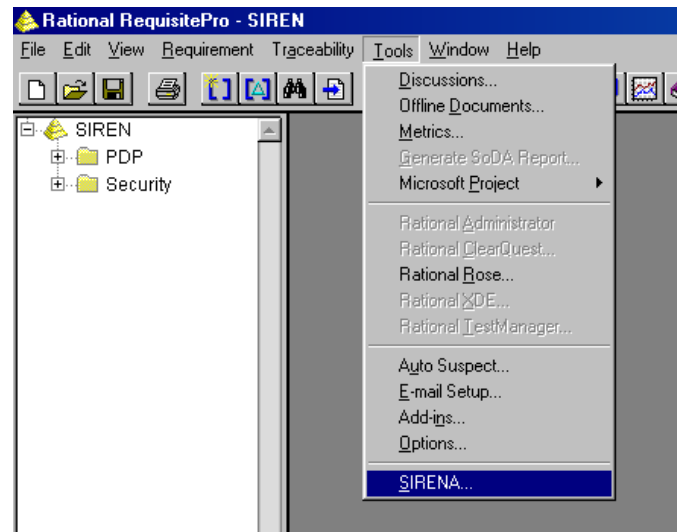 Rational RequisitePro - SIREN
File Edit View Requirement Traceability Tools Window Help
SIREN
PDP
Security
Discussions...
Offline Documents...
Metrics...
Generate SoDA Report...
Microsoft Project
Rational Administrator
Rational ClearQuest...
Rational Rose...
Rational XDE...
Rational TestManager...
Auto Suspect...
E-mail Setup...
Add-ins...
Options...
SIRENA...